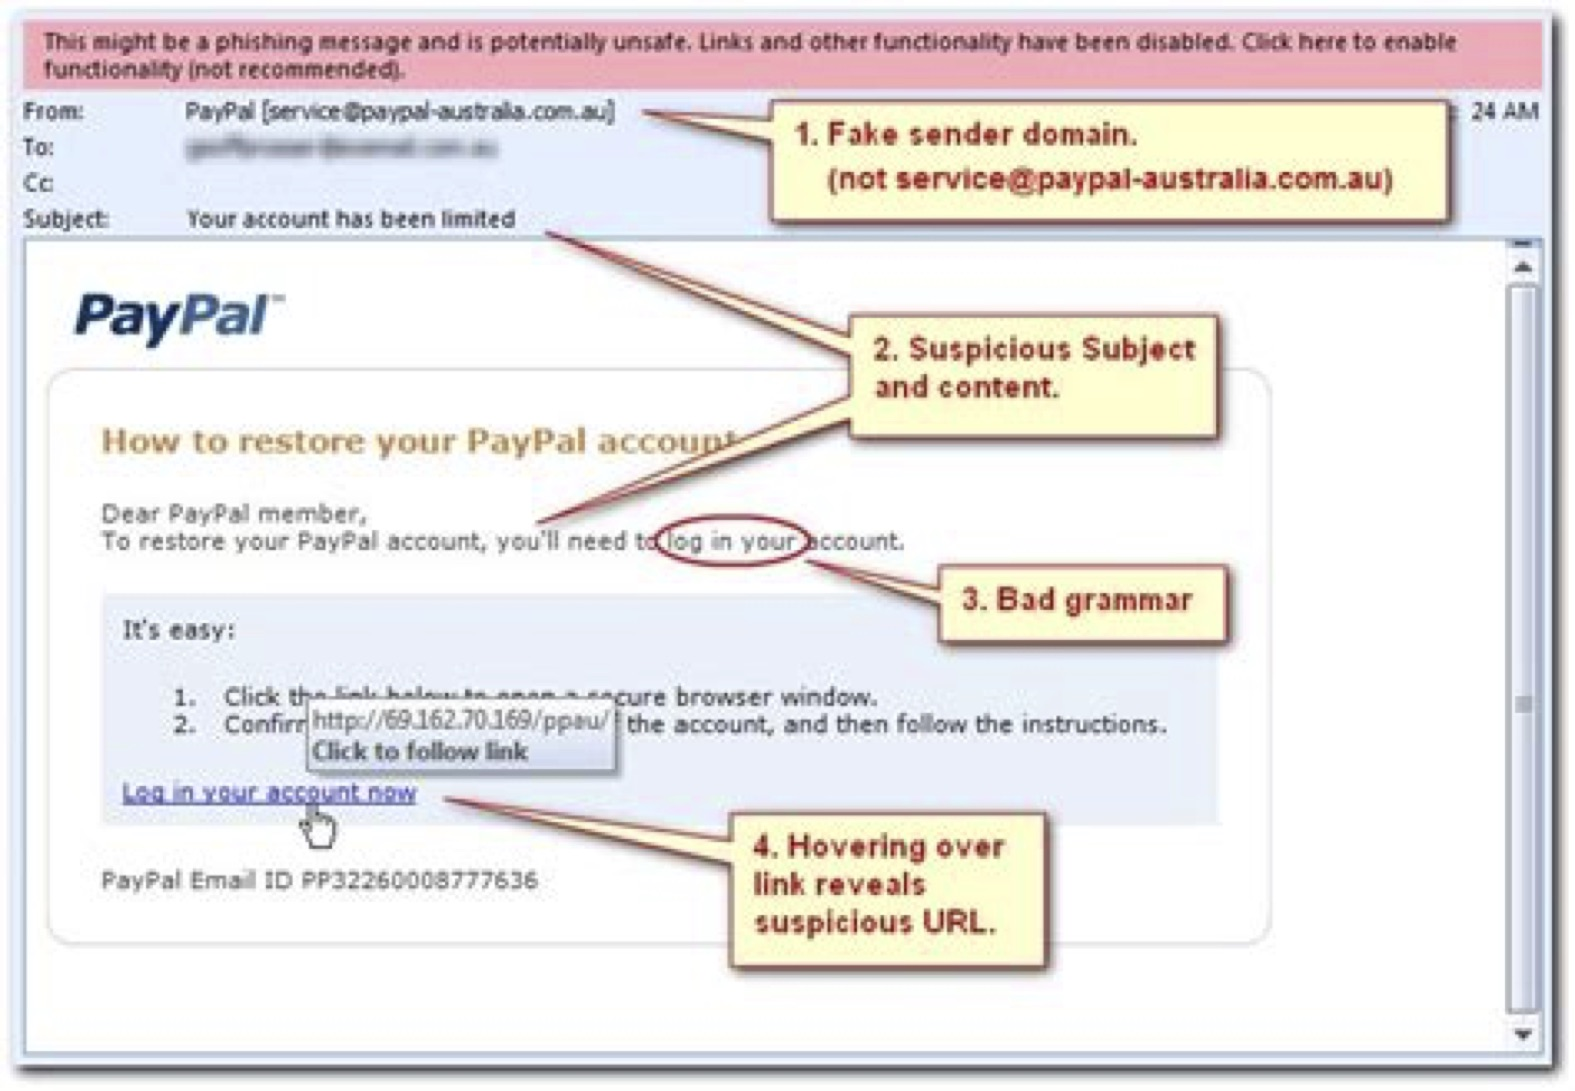 This might be a phishing message and is potentially unsafe. Links and other functionality have been disabled. Click here to enable
functionality (not recommended).
From: PayPal [service@paypal-australia.com.au]
24 AM
To:
Cc:
Subject: Your account has been limited
1. Fake sender domain.
(not service@paypal-australia.com.au)
PayPal™
2. Suspicious Subject
and content.
How to restore your PayPal account
Dear PayPal member,
To restore your PayPal account, you'll need to log in your account.
3. Bad grammar
It's easy:
1. Click the link below to open a secure browser window.
2. Confirm the account, and then follow the instructions.
http://69.162.70.169/ppau/
Click to follow link
Log in your account now
4. Hovering over
link reveals
suspicious URL.
PayPal Email ID PP32260008777636